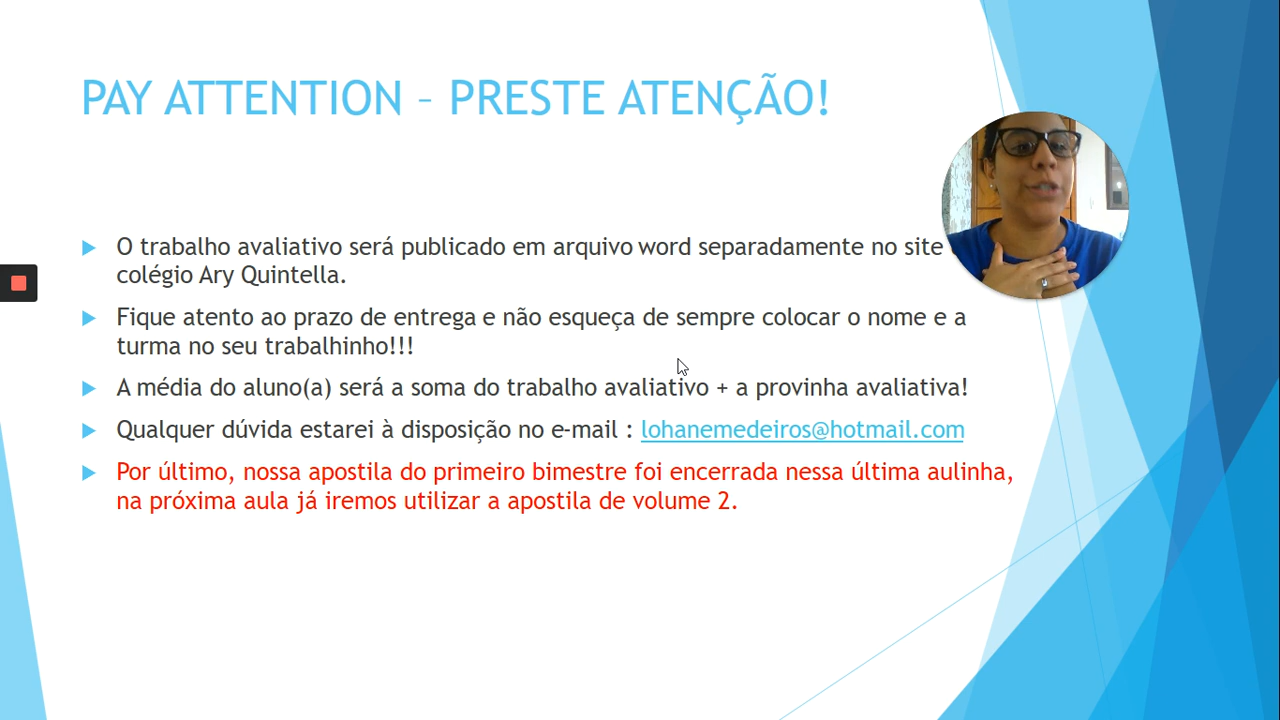 PAY ATTENTION – PRESTE ATENÇÃO!
O trabalho avaliativo será publicado em arquivo word separadamente no site
colégio Ary Quintella.
Fique atento ao prazo de entrega e não esqueça de sempre colocar o nome e a
turma no seu trabalhinho!!!
A média do aluno(a) será a soma do trabalho avaliativo + a provinha avaliativa!
Qualquer dúvida estarei à disposição no e-mail : lohanemedeiros@hotmail.com
Por último, nossa apostila do primeiro bimestre foi encerrada nessa última aulinha,
na próxima aula já iremos utilizar a apostila de volume 2.